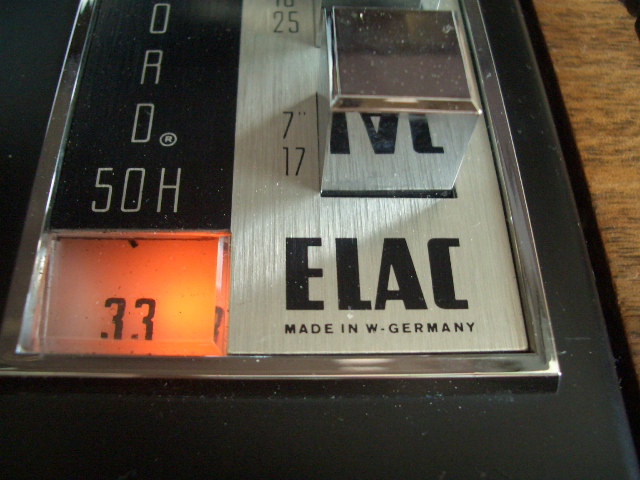 O
R
D®
50H
33
25
7"
17
ELAC
MADE IN W-GERMANY